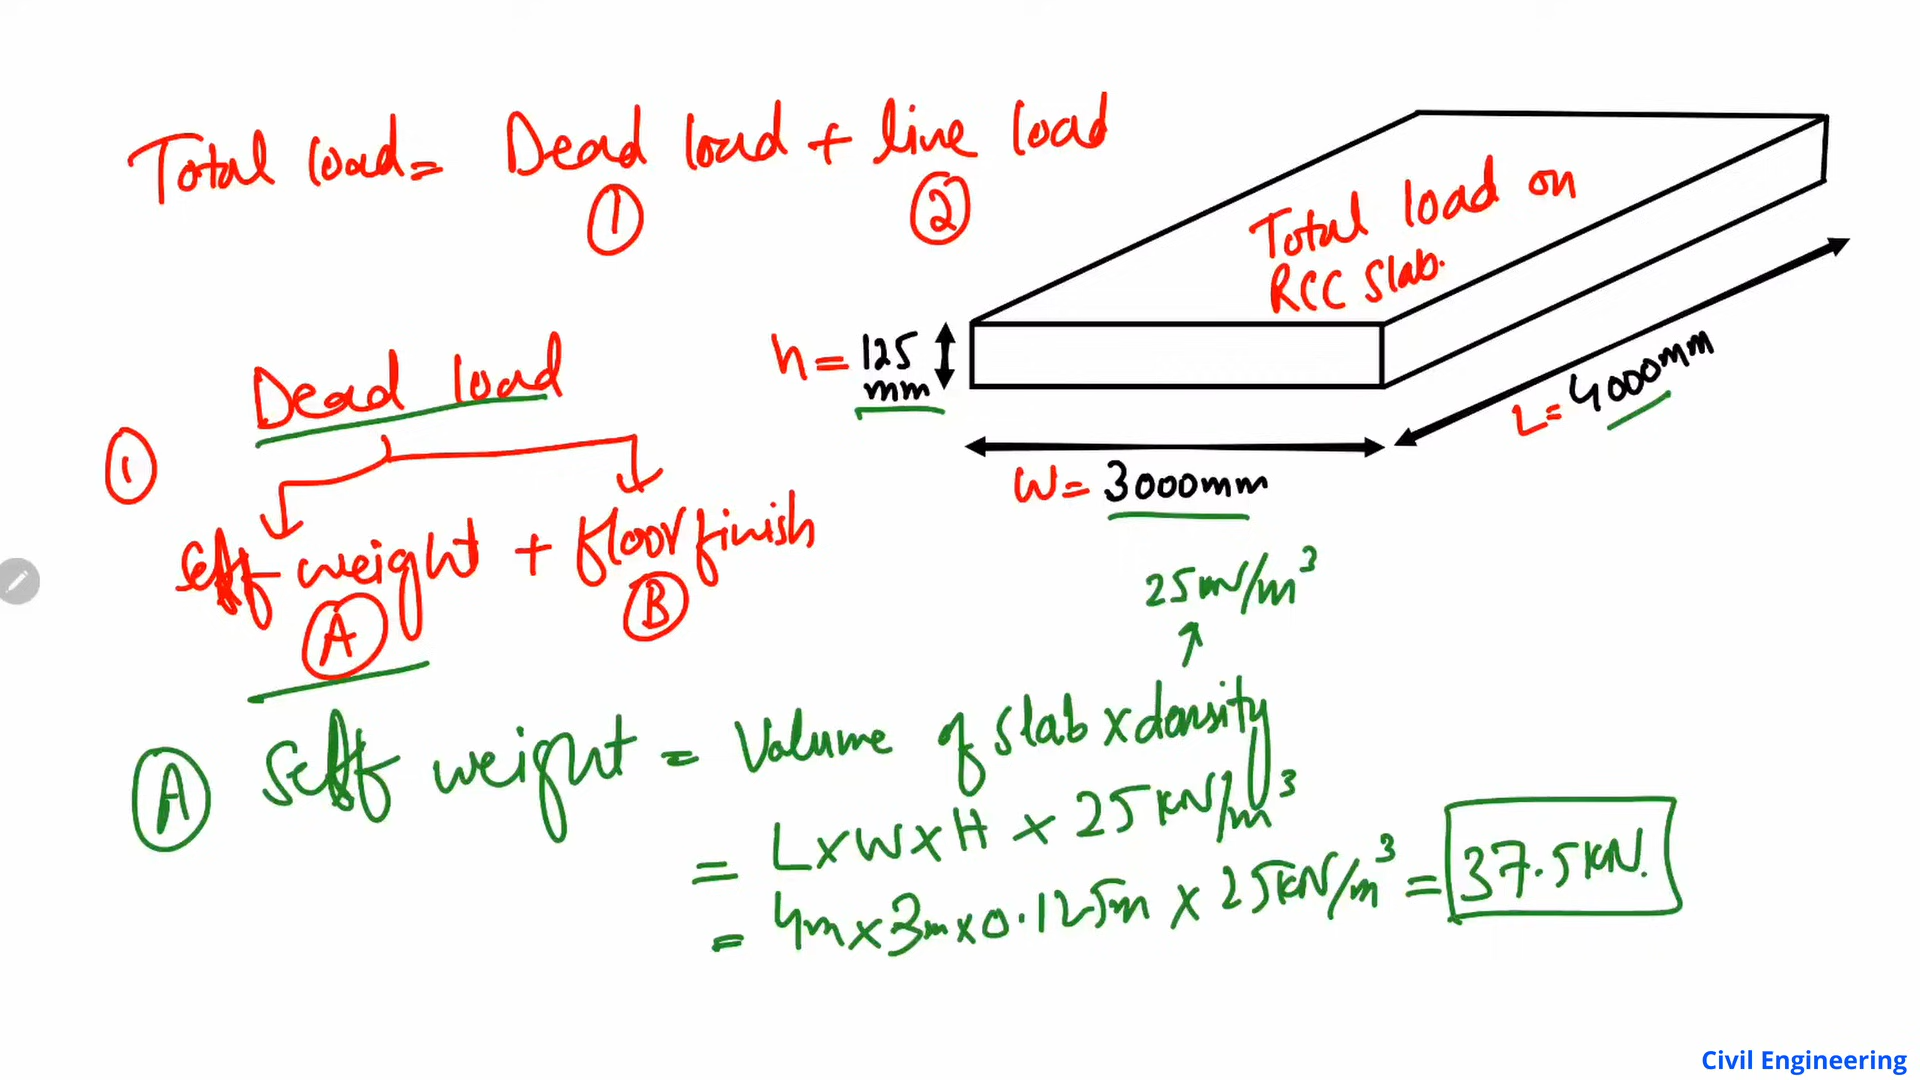 Total load = Dead load + live load
① ②
Total load on
RCC slab.
h = 125
mm
L = 4000mm
W = 3000mm
Dead load
①
self weight + floor finish
Ⓐ Ⓑ
25kN/m³
Ⓐ Self weight = Volume of slab x density
= L x W x H x 25 kN/m³
= 4m x 3m x 0.125m x 25kN/m³ = 37.5kN.
Civil Engineering